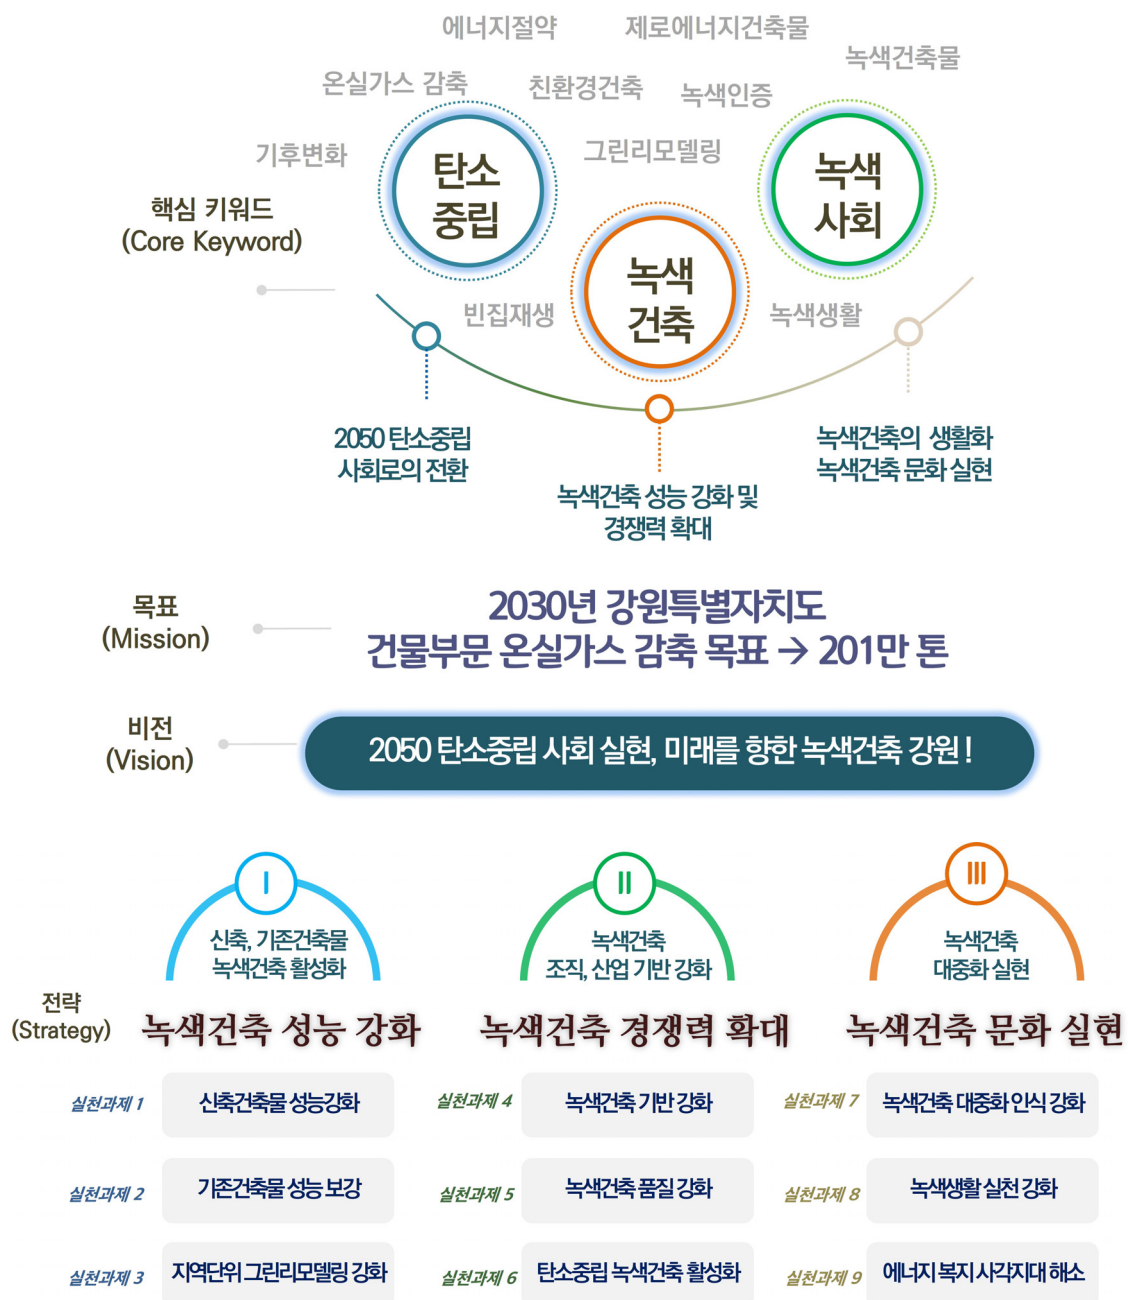 에너지절약
제로에너지건축물
녹색건축물
온실가스 감축
친환경건축
녹색인증
기후변화
그린리모델링
탄소
중립
녹색
사회
핵심 키워드
(Core Keyword)
녹색
건축
빈집재생
녹색생활
2050 탄소중립
사회로의 전환
녹색건축의 생활화
녹색건축 문화 실현
녹색건축 성능 강화 및
경쟁력 확대
목표
(Mission)
2030년 강원특별자치도
건물부문 온실가스 감축 목표 → 201만 톤
비전
(Vision)
2050 탄소중립 사회 실현, 미래를 향한 녹색건축 강원 !
I
II
III
신축, 기존건축물
녹색건축 활성화
녹색건축
조직, 산업 기반 강화
녹색건축
대중화 실현
전략
(Strategy)
녹색건축 성능 강화
녹색건축 경쟁력 확대
녹색건축 문화 실현
실천과제 1 신축건축물 성능강화
실천과제 4 녹색건축 기반 강화
실천과제 7 녹색건축 대중화 인식 강화
실천과제 2 기존건축물 성능 보강
실천과제 5 녹색건축 품질 강화
실천과제 8 녹색생활 실천 강화
실천과제 3 지역단위 그린리모델링 강화
실천과제 6 탄소중립 녹색건축 활성화
실천과제 9 에너지 복지 사각지대 해소